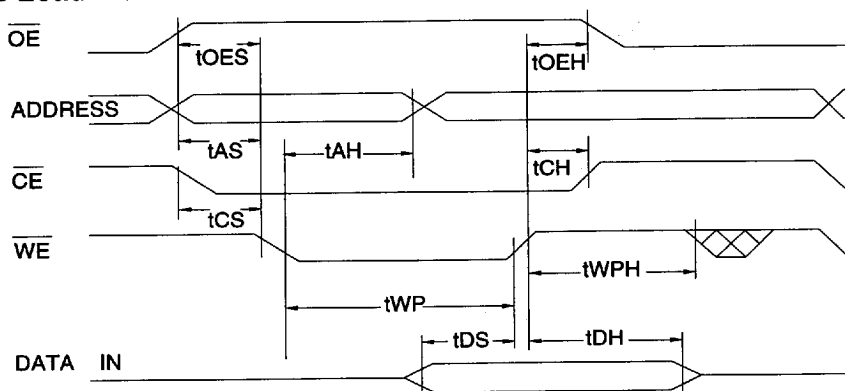 OE
tOES
tOEH
ADDRESS
tAS
tAH
tCH
CE
tCS
WE
tWPH
tWP
tDS
tDH
DATA IN